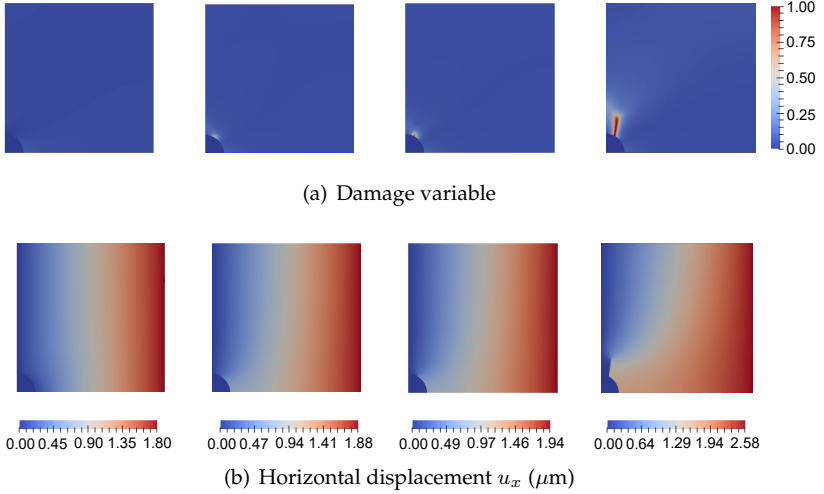 1.00
0.75
0.50
0.25
0.00
(a) Damage variable
0.00 0.45 0.90 1.35 1.80
0.00 0.47 0.94 1.41 1.88
0.00 0.49 0.97 1.46 1.94
0.00 0.64 1.29 1.94 2.58
(b) Horizontal displacement uₓ (μm)